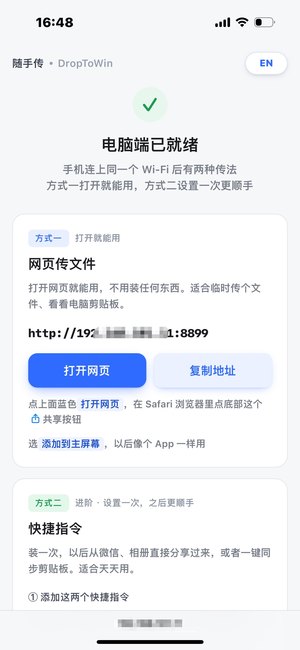 16:48
随手传 • DropToWin
EN
电脑端已就绪
手机连上同一个 Wi-Fi 后有两种传法
方式一打开就能用，方式二设置一次更顺手
方式一 打开就能用
网页传文件
打开网页就能用，不用装任何东西。适合临时传个文
件、看看电脑剪贴板。
http://192 1:8899
打开网页 复制地址
点上面蓝色 打开网页 ，在 Safari 浏览器里点底部这个
共享按钮
选 添加到主屏幕 ，以后像个 App 一样用
方式二 进阶 · 设置一次，之后更顺手
快捷指令
装一次，以后从微信、相册直接分享过来，或者一键同
步剪贴板。适合天天用。
① 添加这两个快捷指令